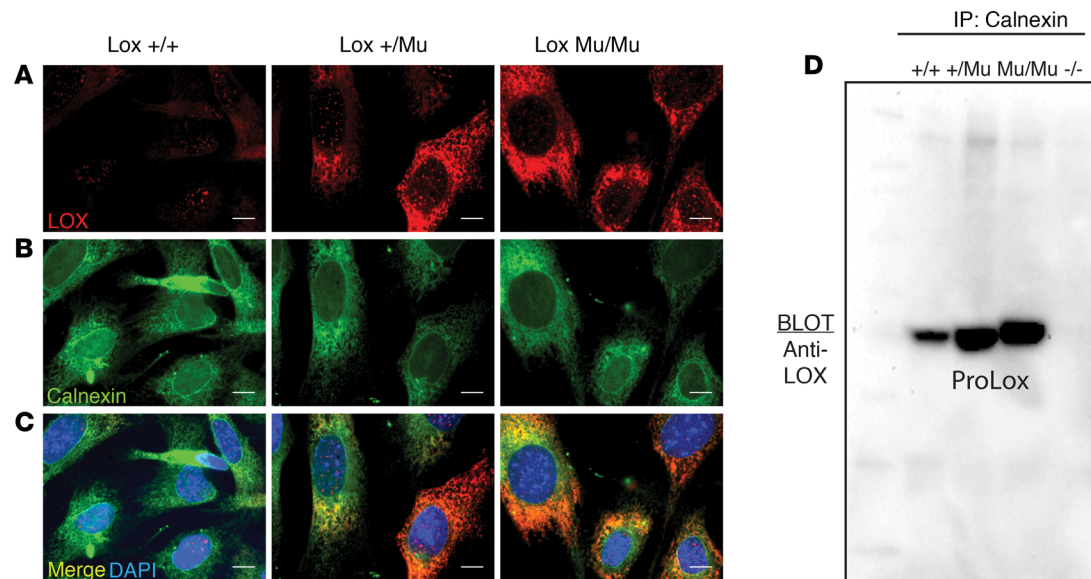 Lox +/+
Lox +/Mu
Lox Mu/Mu
A
LOX
B
Calnexin
C
Merge DAPI
D
IP: Calnexin
+/+ +/Mu Mu/Mu -/-
BLOT
Anti-
LOX
ProLox